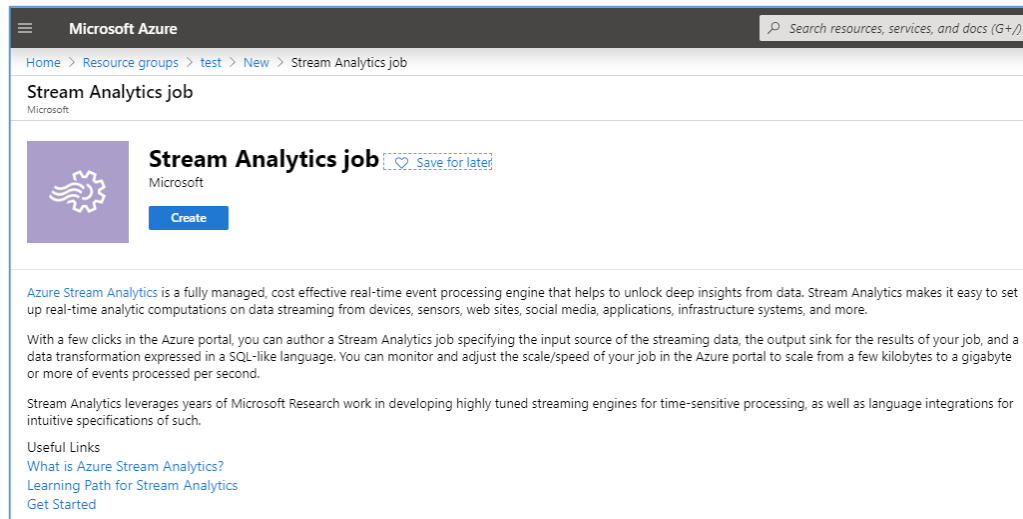 Microsoft Azure
Search resources, services, and docs (G+/)
Home > Resource groups > test > New > Stream Analytics job
Stream Analytics job
Microsoft
Stream Analytics job
Save for later
Microsoft
Create
Azure Stream Analytics is a fully managed, cost effective real-time event processing engine that helps to unlock deep insights from data. Stream Analytics makes it easy to set
up real-time analytic computations on data streaming from devices, sensors, web sites, social media, applications, infrastructure systems, and more.
With a few clicks in the Azure portal, you can author a Stream Analytics job specifying the input source of the streaming data, the output sink for the results of your job, and a
data transformation expressed in a SQL-like language. You can monitor and adjust the scale/speed of your job in the Azure portal to scale from a few kilobytes to a gigabyte
or more of events processed per second.
Stream Analytics leverages years of Microsoft Research work in developing highly tuned streaming engines for time-sensitive processing, as well as language integrations for
intuitive specifications of such.
Useful Links
What is Azure Stream Analytics?
Learning Path for Stream Analytics
Get Started